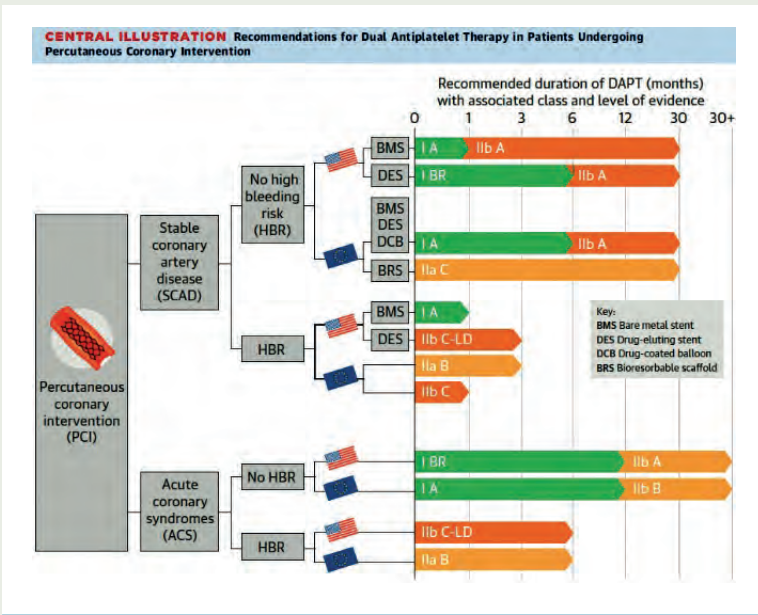 CENTRAL ILLUSTRATION Recommendations for Dual Antiplatelet Therapy in Patients Undergoing
Percutaneous Coronary Intervention
Recommended duration of DAPT (months)
with associated class and level of evidence
0 1 3 6 12 30 30+
Percutaneous
coronary
intervention
(PCI)
Stable
coronary
artery
disease
(SCAD)
No high
bleeding
risk
(HBR)
BMS
I A
IIb A
DES
I BR
IIb A
BMS
DES
DCB
I A
IIb A
BRS
IIa C
HBR
BMS
I A
DES
IIb C-LD
IIa B
IIb C
Key:
BMS Bare metal stent
DES Drug-eluting stent
DCB Drug-coated balloon
BRS Bioresorbable scaffold
Acute
coronary
syndromes
(ACS)
No HBR
I BR
IIb A
I A
IIb B
HBR
IIb C-LD
IIa B